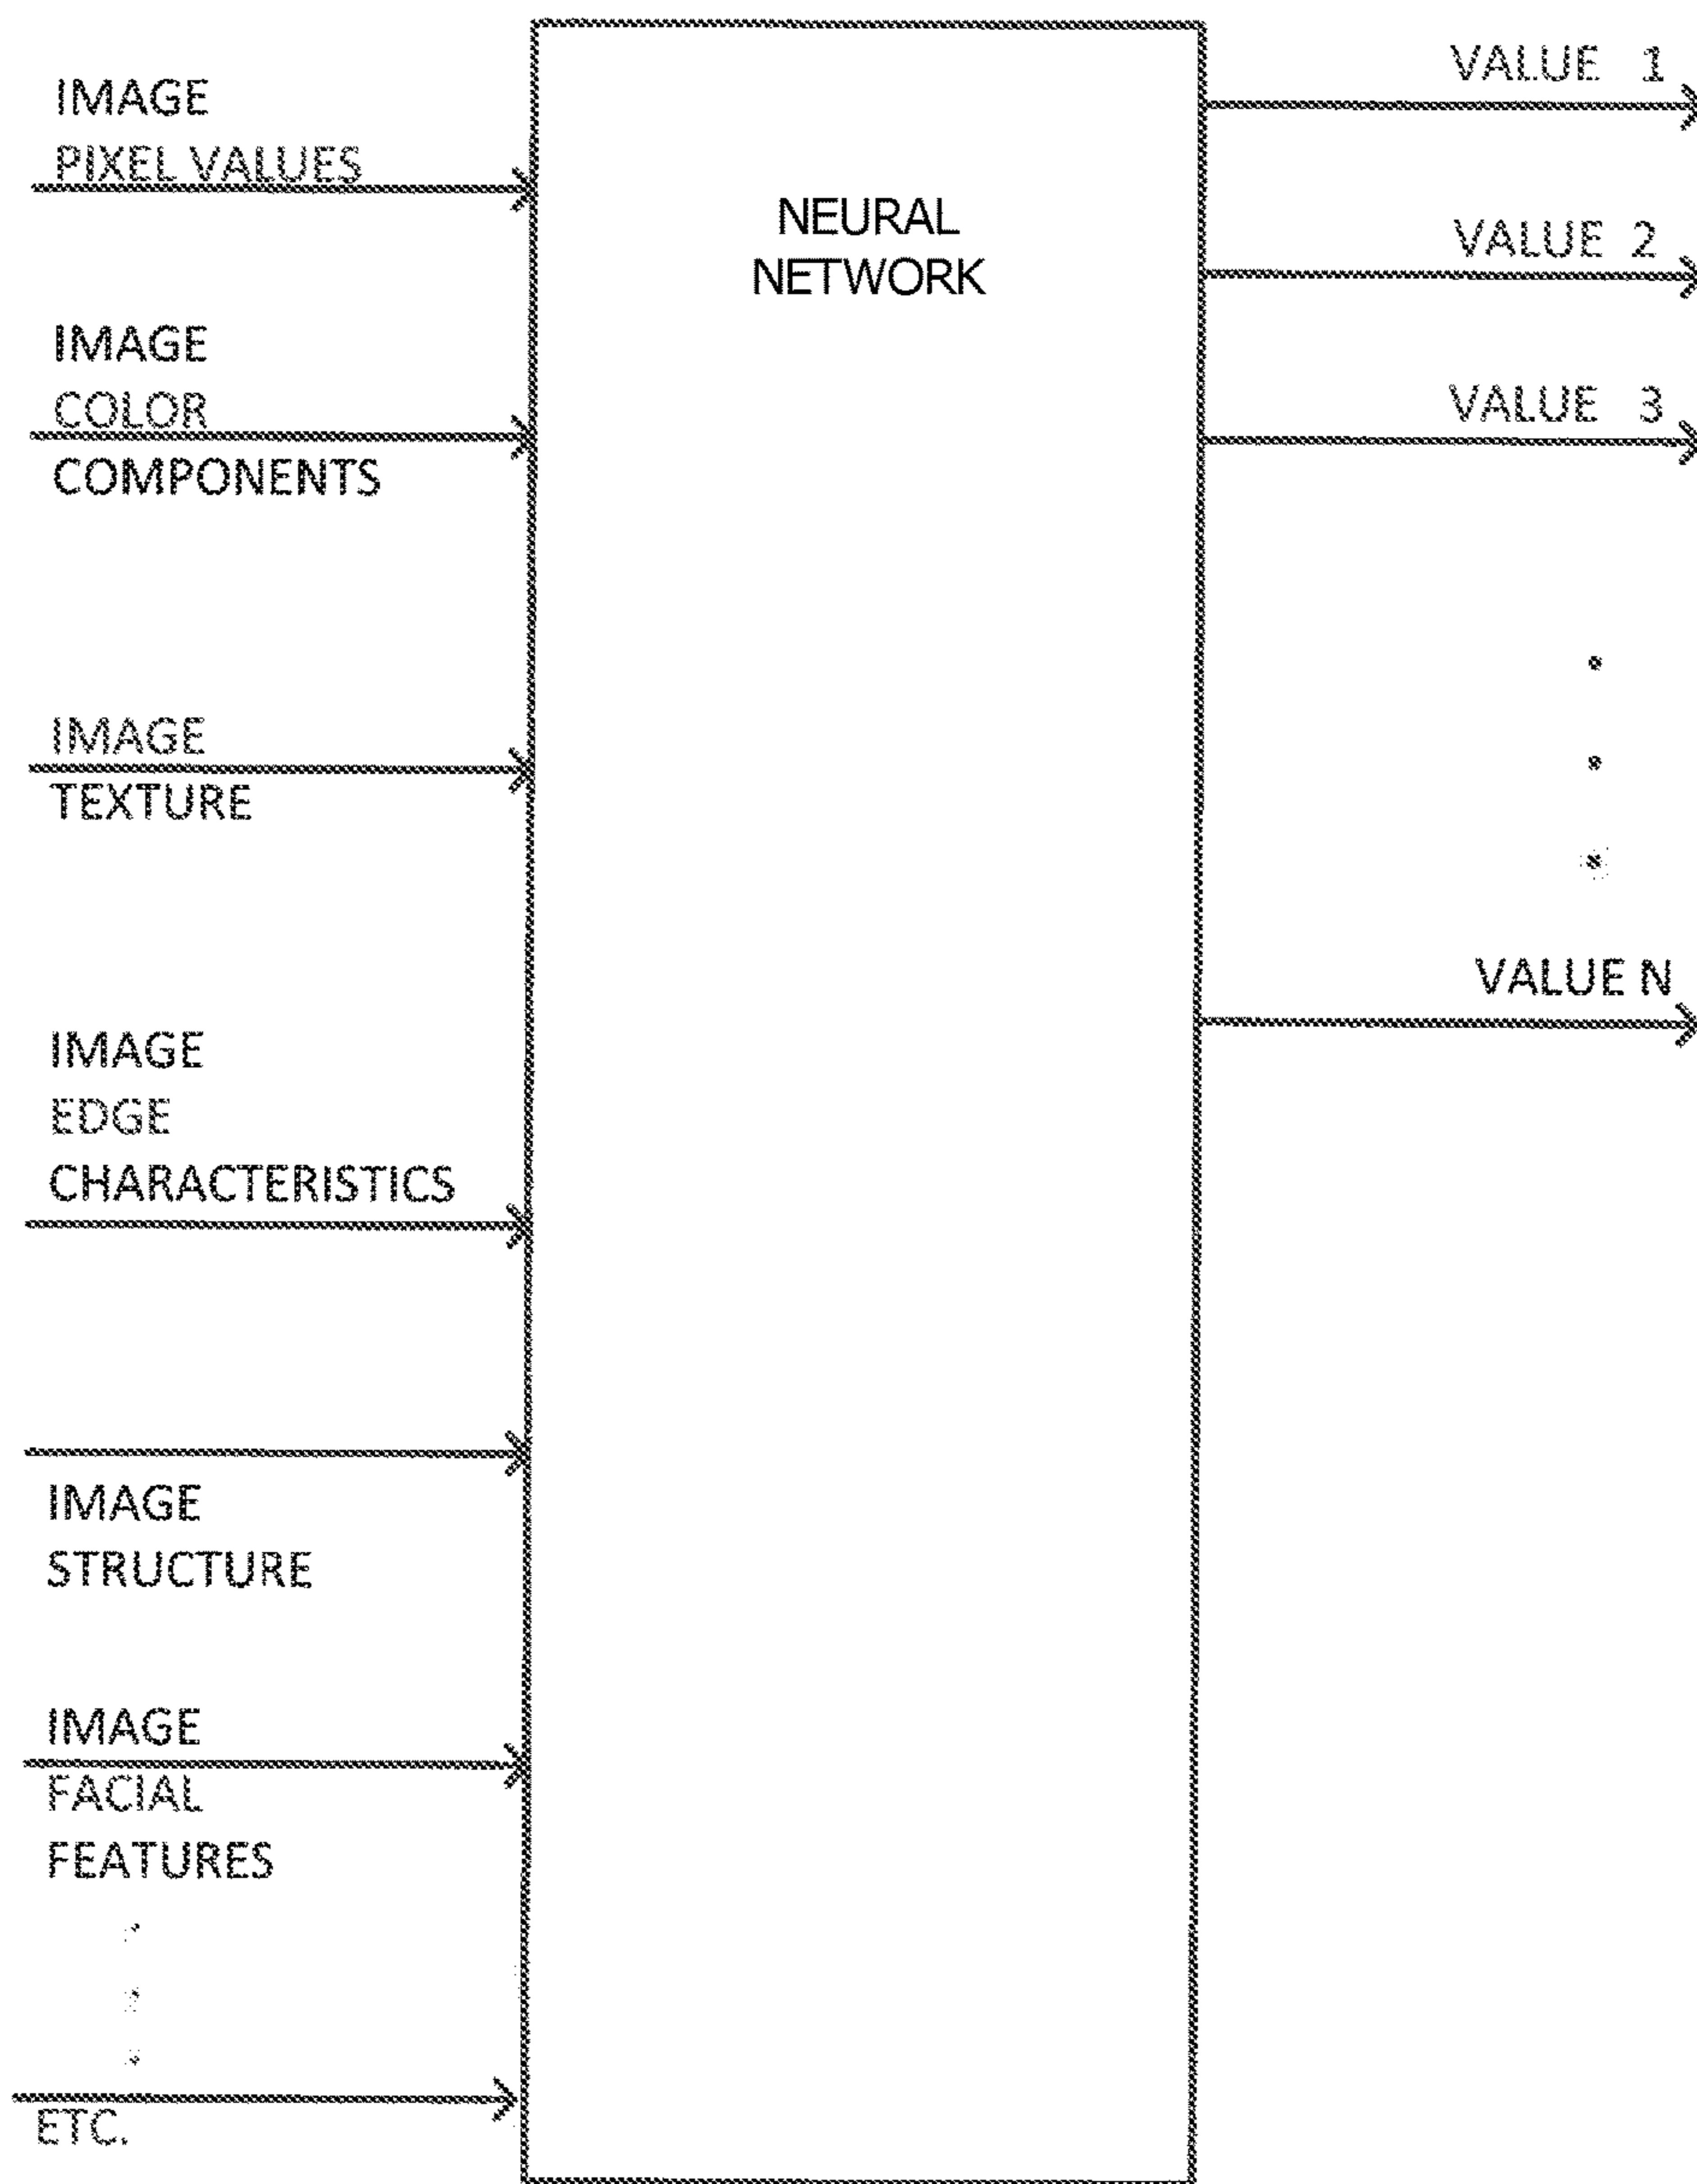 IMAGE
PIXEL VALUES
IMAGE
COLOR
COMPONENTS
IMAGE
TEXTURE
IMAGE
EDGE
CHARACTERISTICS
IMAGE
STRUCTURE
IMAGE
FACIAL
FEATURES
ETC.
NEURAL
NETWORK
VALUE 1
VALUE 2
VALUE 3
VALUE N